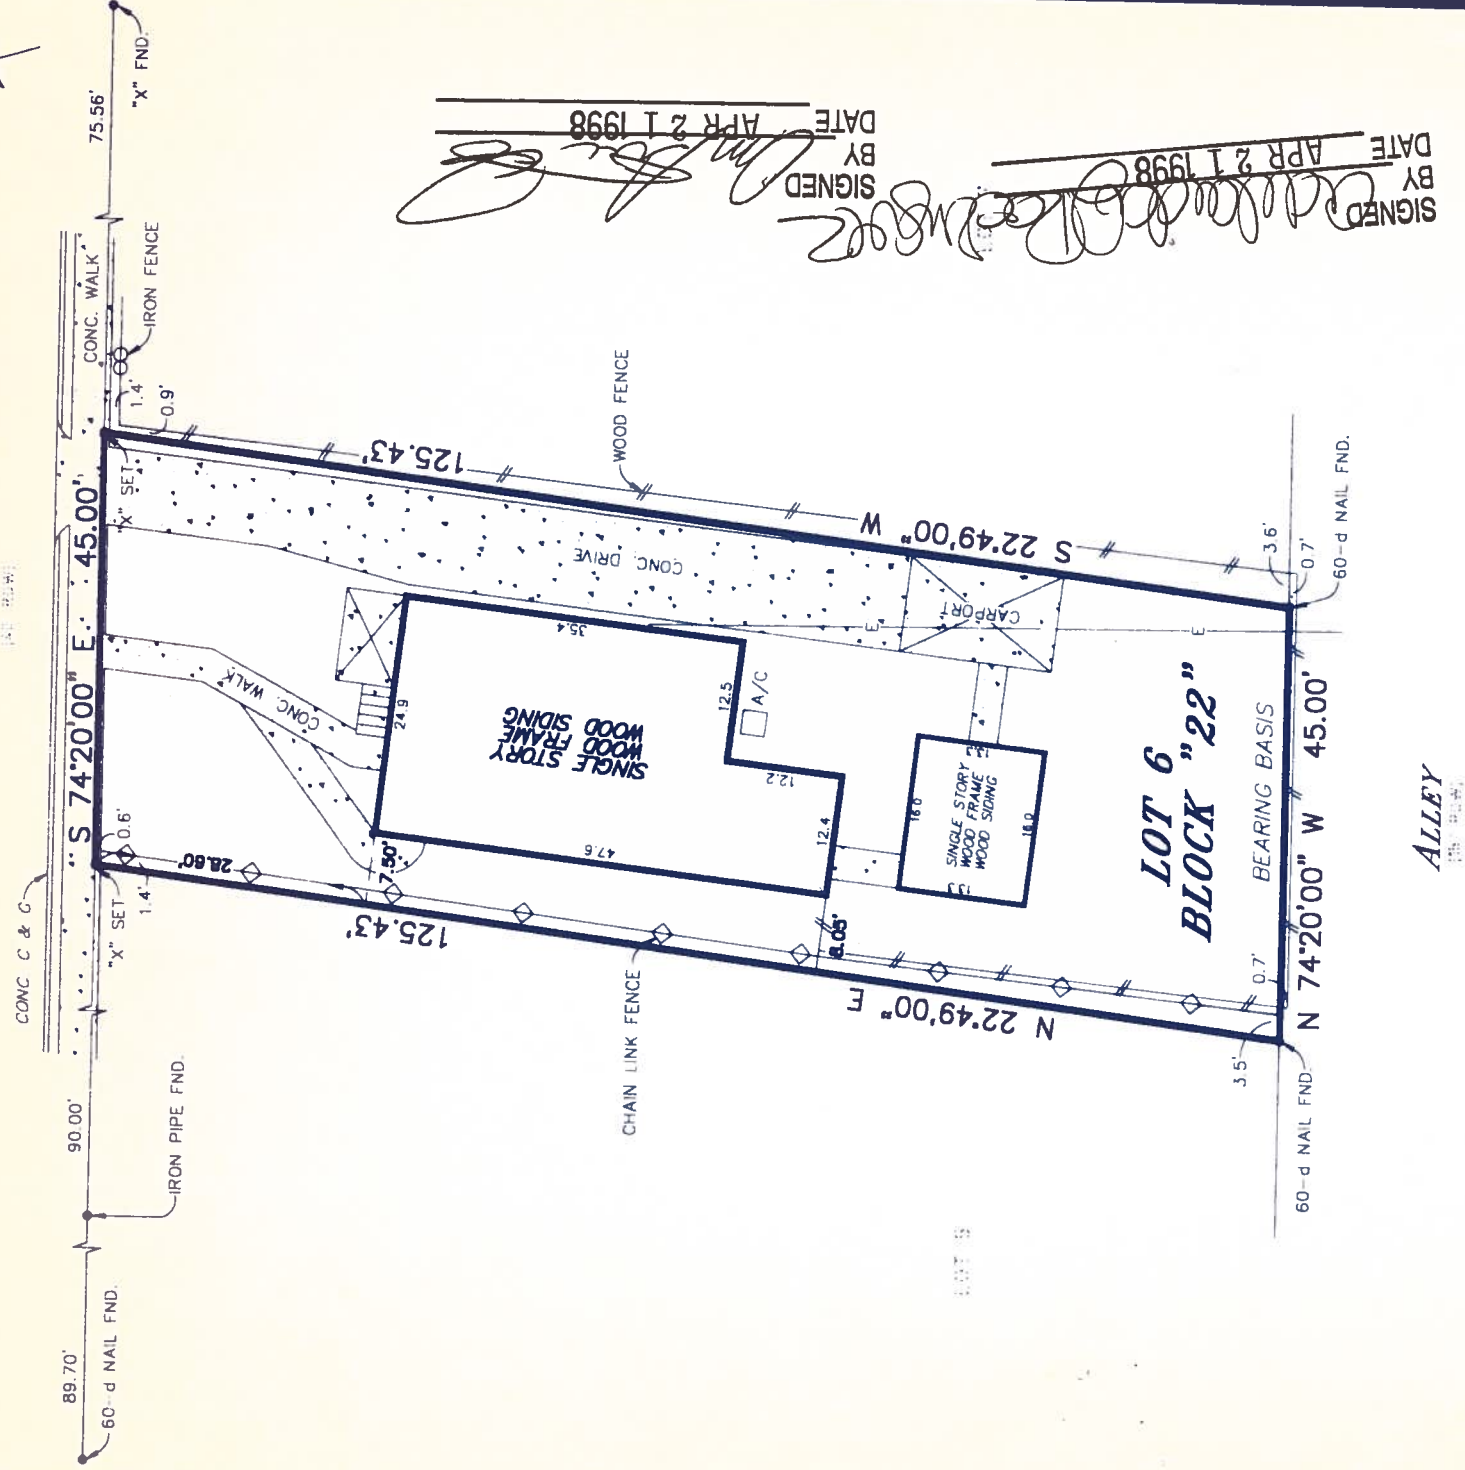 75.56'
"X" FND.
CONC. WALK
IRON FENCE
1.4'
0.9'
SIGNED
BY
DATE APR 21 1998
SIGNED
BY
DATE APR 21 1998
WOOD FENCE
S 74°20'00" E 45.00'
"X" SET
125.43'
S 22°49'00" W
CONC. DRIVE
CARPORT
E
E
3.6'
0.7'
60-d NAIL FND.
CONC. WALK
24.9
35.4
12.5
A/C
12.2
12.4
47.6
SINGLE STORY
WOOD FRAME
WOOD SIDING
SINGLE STORY
WOOD FRAME
WOOD SIDING
LOT 6
BLOCK "22"
BEARING BASIS
N 74°20'00" W 45.00'
ALLEY
CONC C & G
0.6'
"X" SET
1.4'
28.60'
7.50'
125.43'
8.05'
N 22°49'00" E
0.7'
3.5'
60-d NAIL FND.
CHAIN LINK FENCE
90.00'
IRON PIPE FND.
89.70'
60-d NAIL FND.
LOT 5